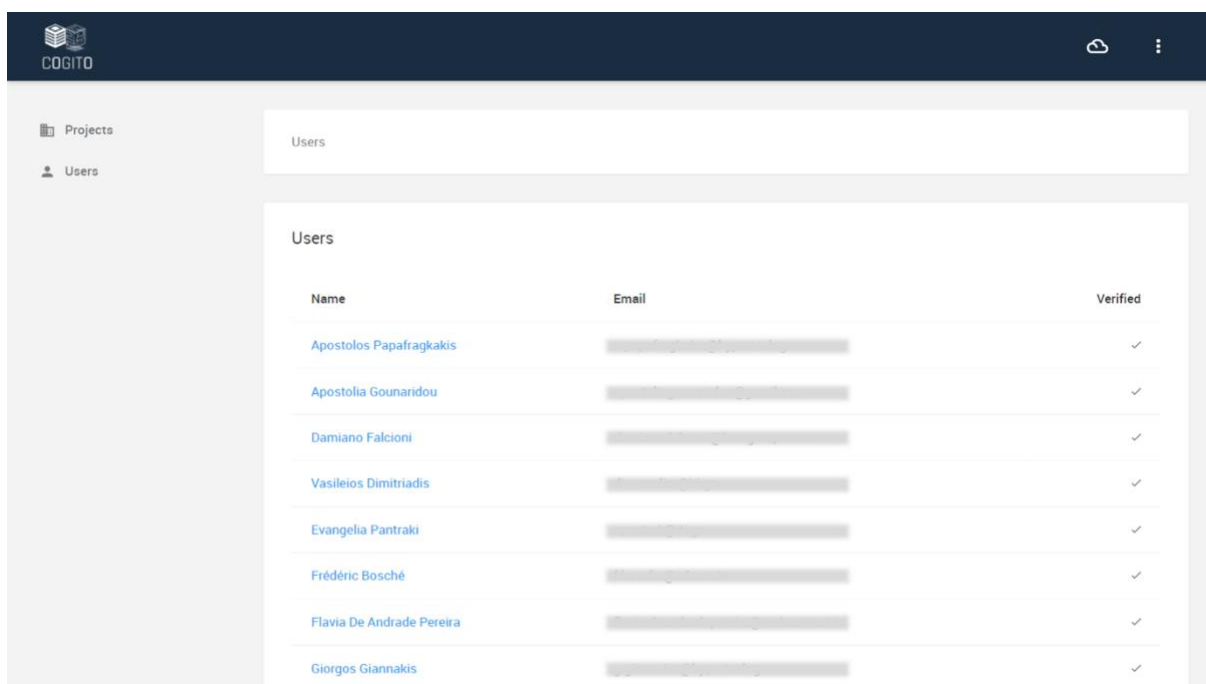 COGITO
Projects
Users
Users
Users
Name Email Verified
Apostolos Papafragkakis
Apostolia Gounaridou
Damiano Falcioni
Vasileios Dimitriadis
Evangelia Pantraki
Frédéric Bosché
Flavia De Andrade Pereira
Giorgos Giannakis